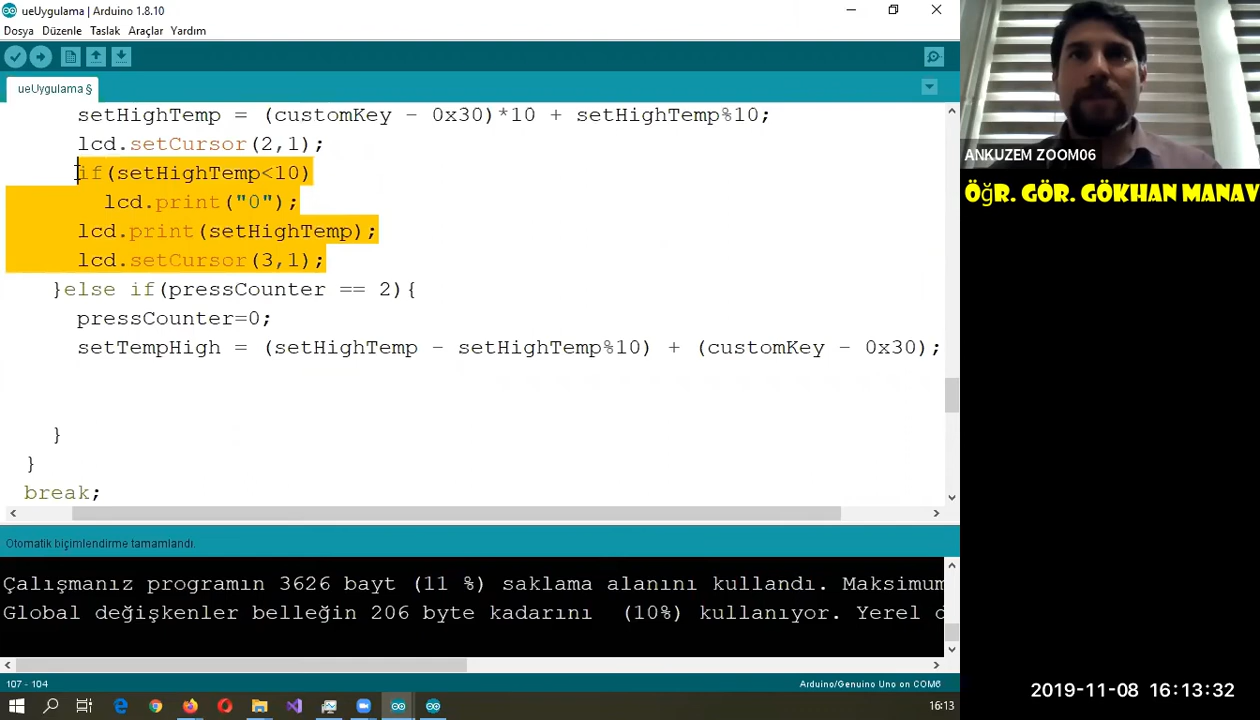 ueUygulama | Arduino 1.8.10
Dosya Düzenle Taslak Araçlar Yardım
ueUygulama §
setHighTemp = (customKey - 0x30)*10 + setHighTemp%10;
lcd.setCursor(2,1);
if(setHighTemp<10)
lcd.print("0");
lcd.print(setHighTemp);
lcd.setCursor(3,1);
}else if(pressCounter == 2){
pressCounter=0;
setTempHigh = (setHighTemp - setHighTemp%10) + (customKey - 0x30);
}
}
break;
Otomatik biçimlendirme tamamlandı.
Çalışmanız programın 3626 bayt (11 %) saklama alanını kullandı. Maksimum
Global değişkenler belleğin 206 byte kadarını (10%) kullanıyor. Yerel d
107 - 104
Arduino/Genuino Uno on COM6
16:13
ANKUZEM ZOOM06
ÖĞR. GÖR. GÖKHAN MANAV
2019-11-08 16:13:32